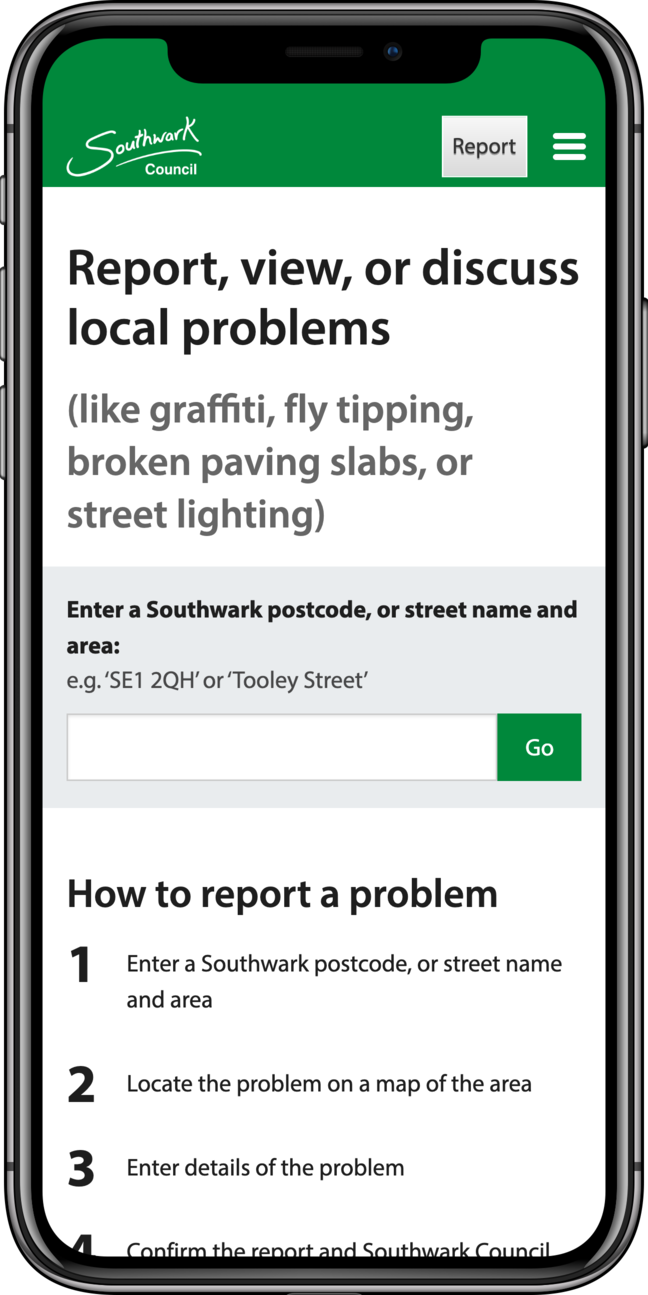 Southwark
Council
Report
Report, view, or discuss
local problems
(like graffiti, fly tipping,
broken paving slabs, or
street lighting)
Enter a Southwark postcode, or street name and
area:
e.g. ‘SE1 2QH’ or ‘Tooley Street’
Go
How to report a problem
1 Enter a Southwark postcode, or street name
and area
2 Locate the problem on a map of the area
3 Enter details of the problem
4 Confirm the report and Southwark Council